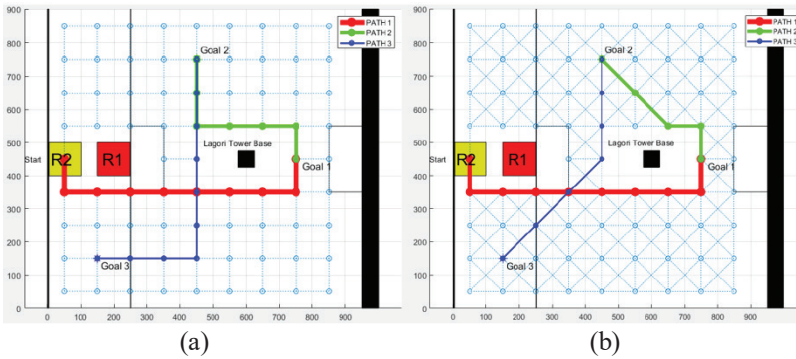 900
800
700
600
500
400
300
200
100
0
0 100 200 300 400 500 600 700 800 900
PATH 1
PATH 2
PATH 3
Goal 2
Lagori Tower Base
Start
R2
R1
Goal 1
Goal 3
(a)
900
800
700
600
500
400
300
200
100
0
0 100 200 300 400 500 600 700 800 900
PATH 1
PATH 2
PATH 3
Goal 2
Lagori Tower Base
Start
R2
R1
Goal 1
Goal 3
(b)